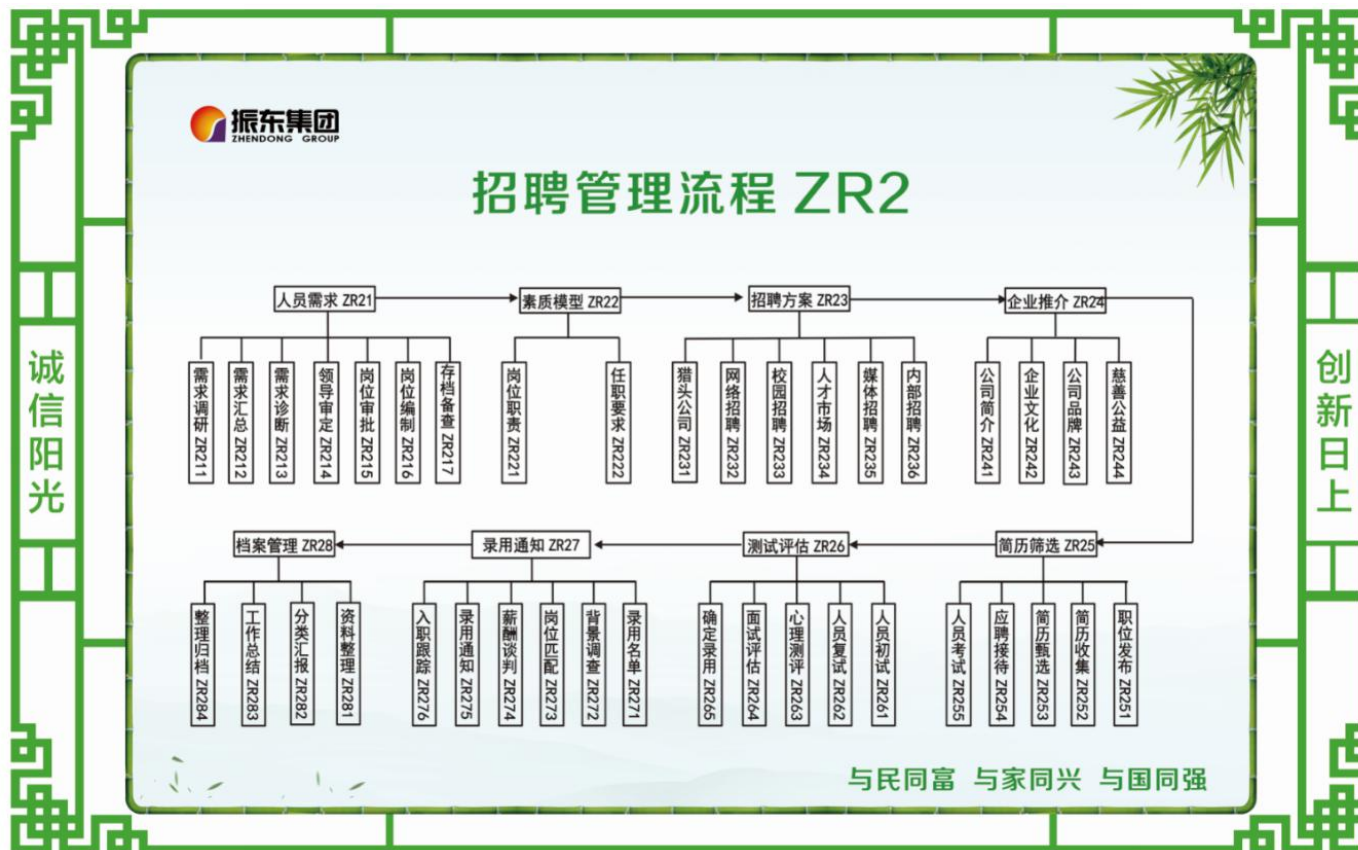 振东集团
ZHENDONG GROUP
招聘管理流程 ZR2
诚信阳光
创新日上
人员需求 ZR21
素质模型 ZR22
招聘方案 ZR23
企业推介 ZR24
需求调研 ZR211
需求汇总 ZR212
需求诊断 ZR213
领导审定 ZR214
岗位审批 ZR215
岗位编制 ZR216
存档备查 ZR217
岗位职责 ZR221
任职要求 ZR222
猎头公司 ZR231
网络招聘 ZR232
校园招聘 ZR233
人才市场 ZR234
媒体招聘 ZR235
内部招聘 ZR236
公司简介 ZR241
企业文化 ZR242
公司品牌 ZR243
慈善公益 ZR244
档案管理 ZR28
录用通知 ZR27
测试评估 ZR26
简历筛选 ZR25
整理归档 ZR284
工作总结 ZR283
分类汇报 ZR282
资料整理 ZR281
入职跟踪 ZR276
录用通知 ZR275
薪酬谈判 ZR274
岗位匹配 ZR273
背景调查 ZR272
录用名单 ZR271
确定录用 ZR265
面试评估 ZR264
心理测评 ZR263
人员复试 ZR262
人员初试 ZR261
人员考试 ZR255
应聘接待 ZR254
简历甄选 ZR253
简历收集 ZR252
职位发布 ZR251
与民同富 与家同兴 与国同强